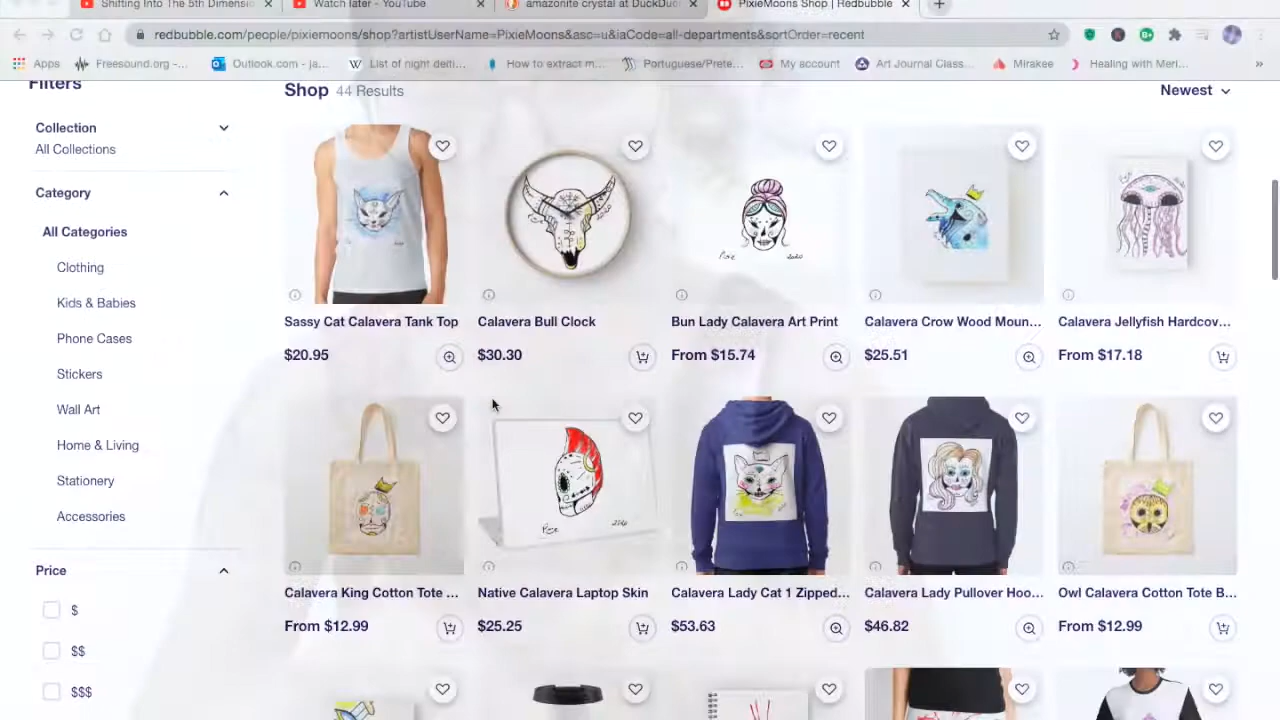 Shifting Into The 5th Dimensi
Watch later - YouTube
amazonite crystal at DuckDuc
PixieMoons Shop | Redbubble
redbubble.com/people/pixiemoons/shop?artistUserName=PixieMoons&asc=u&iaCode=all-departments&sortOrder=recent
Apps
Freesound.org -...
Outlook.com - ja...
List of night deiti...
How to extract m...
Portuguese/Prete...
My account
Art Journal Class...
Mirakee
Healing with Meri...
»
Filters
Shop 44 Results
Newest
Collection
All Collections
Category
All Categories
Clothing
Kids & Babies
Phone Cases
Stickers
Wall Art
Home & Living
Stationery
Accessories
Price
$
$$
$$$
Sassy Cat Calavera Tank Top
$20.95
Calavera Bull Clock
$30.30
2020
Bun Lady Calavera Art Print
From $15.74
Calavera Crow Wood Moun...
$25.51
Calavera Jellyfish Hardcov...
From $17.18
Calavera King Cotton Tote ...
From $12.99
2020
Native Calavera Laptop Skin
$25.25
Calavera Lady Cat 1 Zipped...
$53.63
Calavera Lady Pullover Hoo...
$46.82
Owl Calavera Cotton Tote B...
From $12.99